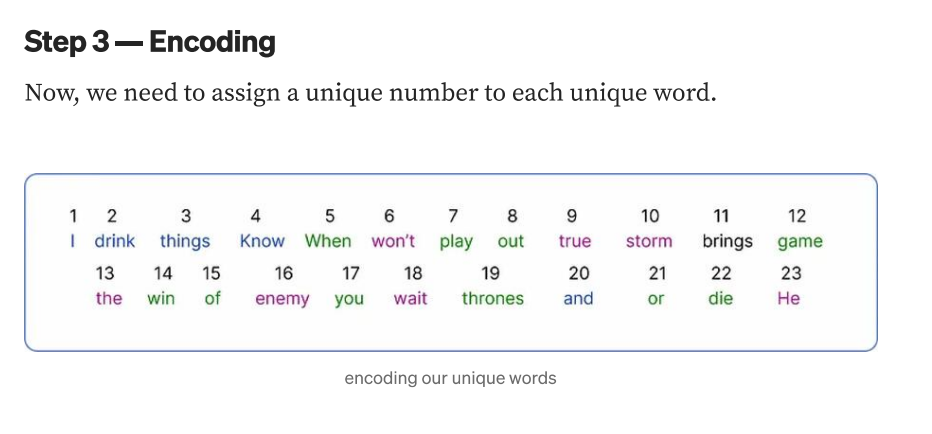 Step 3 — Encoding
Now, we need to assign a unique number to each unique word.
1 2 3 4 5 6 7 8 9 10 11 12
I drink things Know When won't play out true storm brings game
13 14 15 16 17 18 19 20 21 22 23
the win of enemy you wait thrones and or die He
encoding our unique words